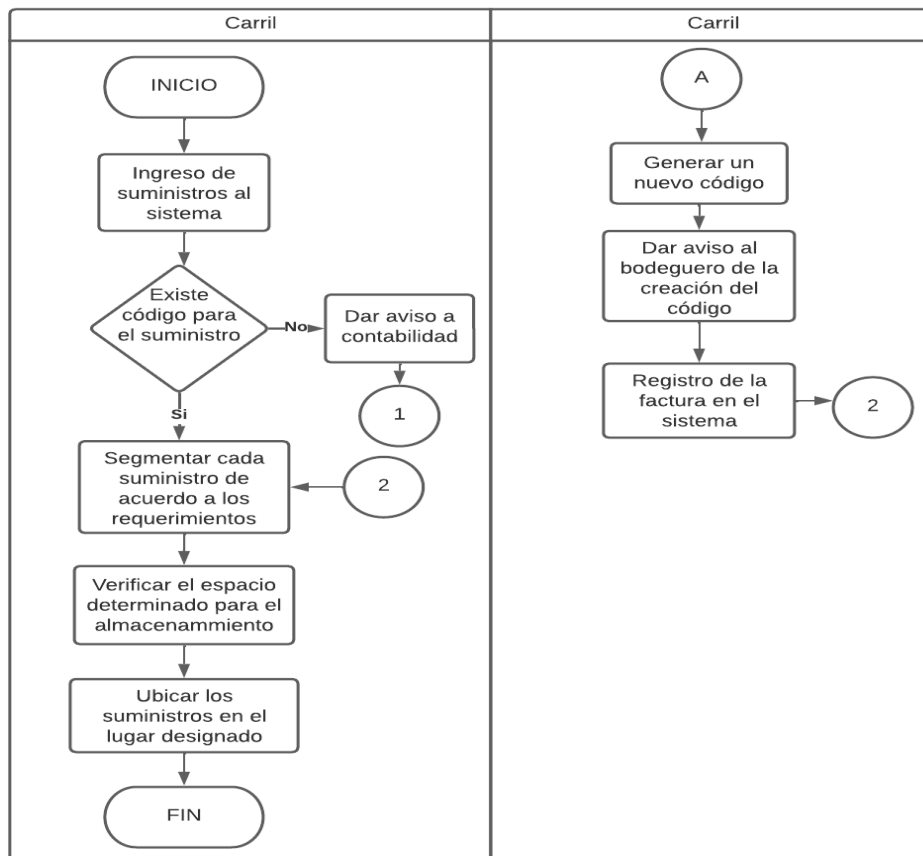 Carril
INICIO
Ingreso de
suministros al
sistema
Existe
código para
el suministro
No
Dar aviso a
contabilidad
1
Si
Segmentar cada
suministro de
acuerdo a los
requerimientos
2
Verificar el espacio
determinado para el
almacenammiento
Ubicar los
suministros en el
lugar designado
FIN
Carril
A
Generar un
nuevo código
Dar aviso al
bodeguero de la
creación del
código
Registro de la
factura en el
sistema
2